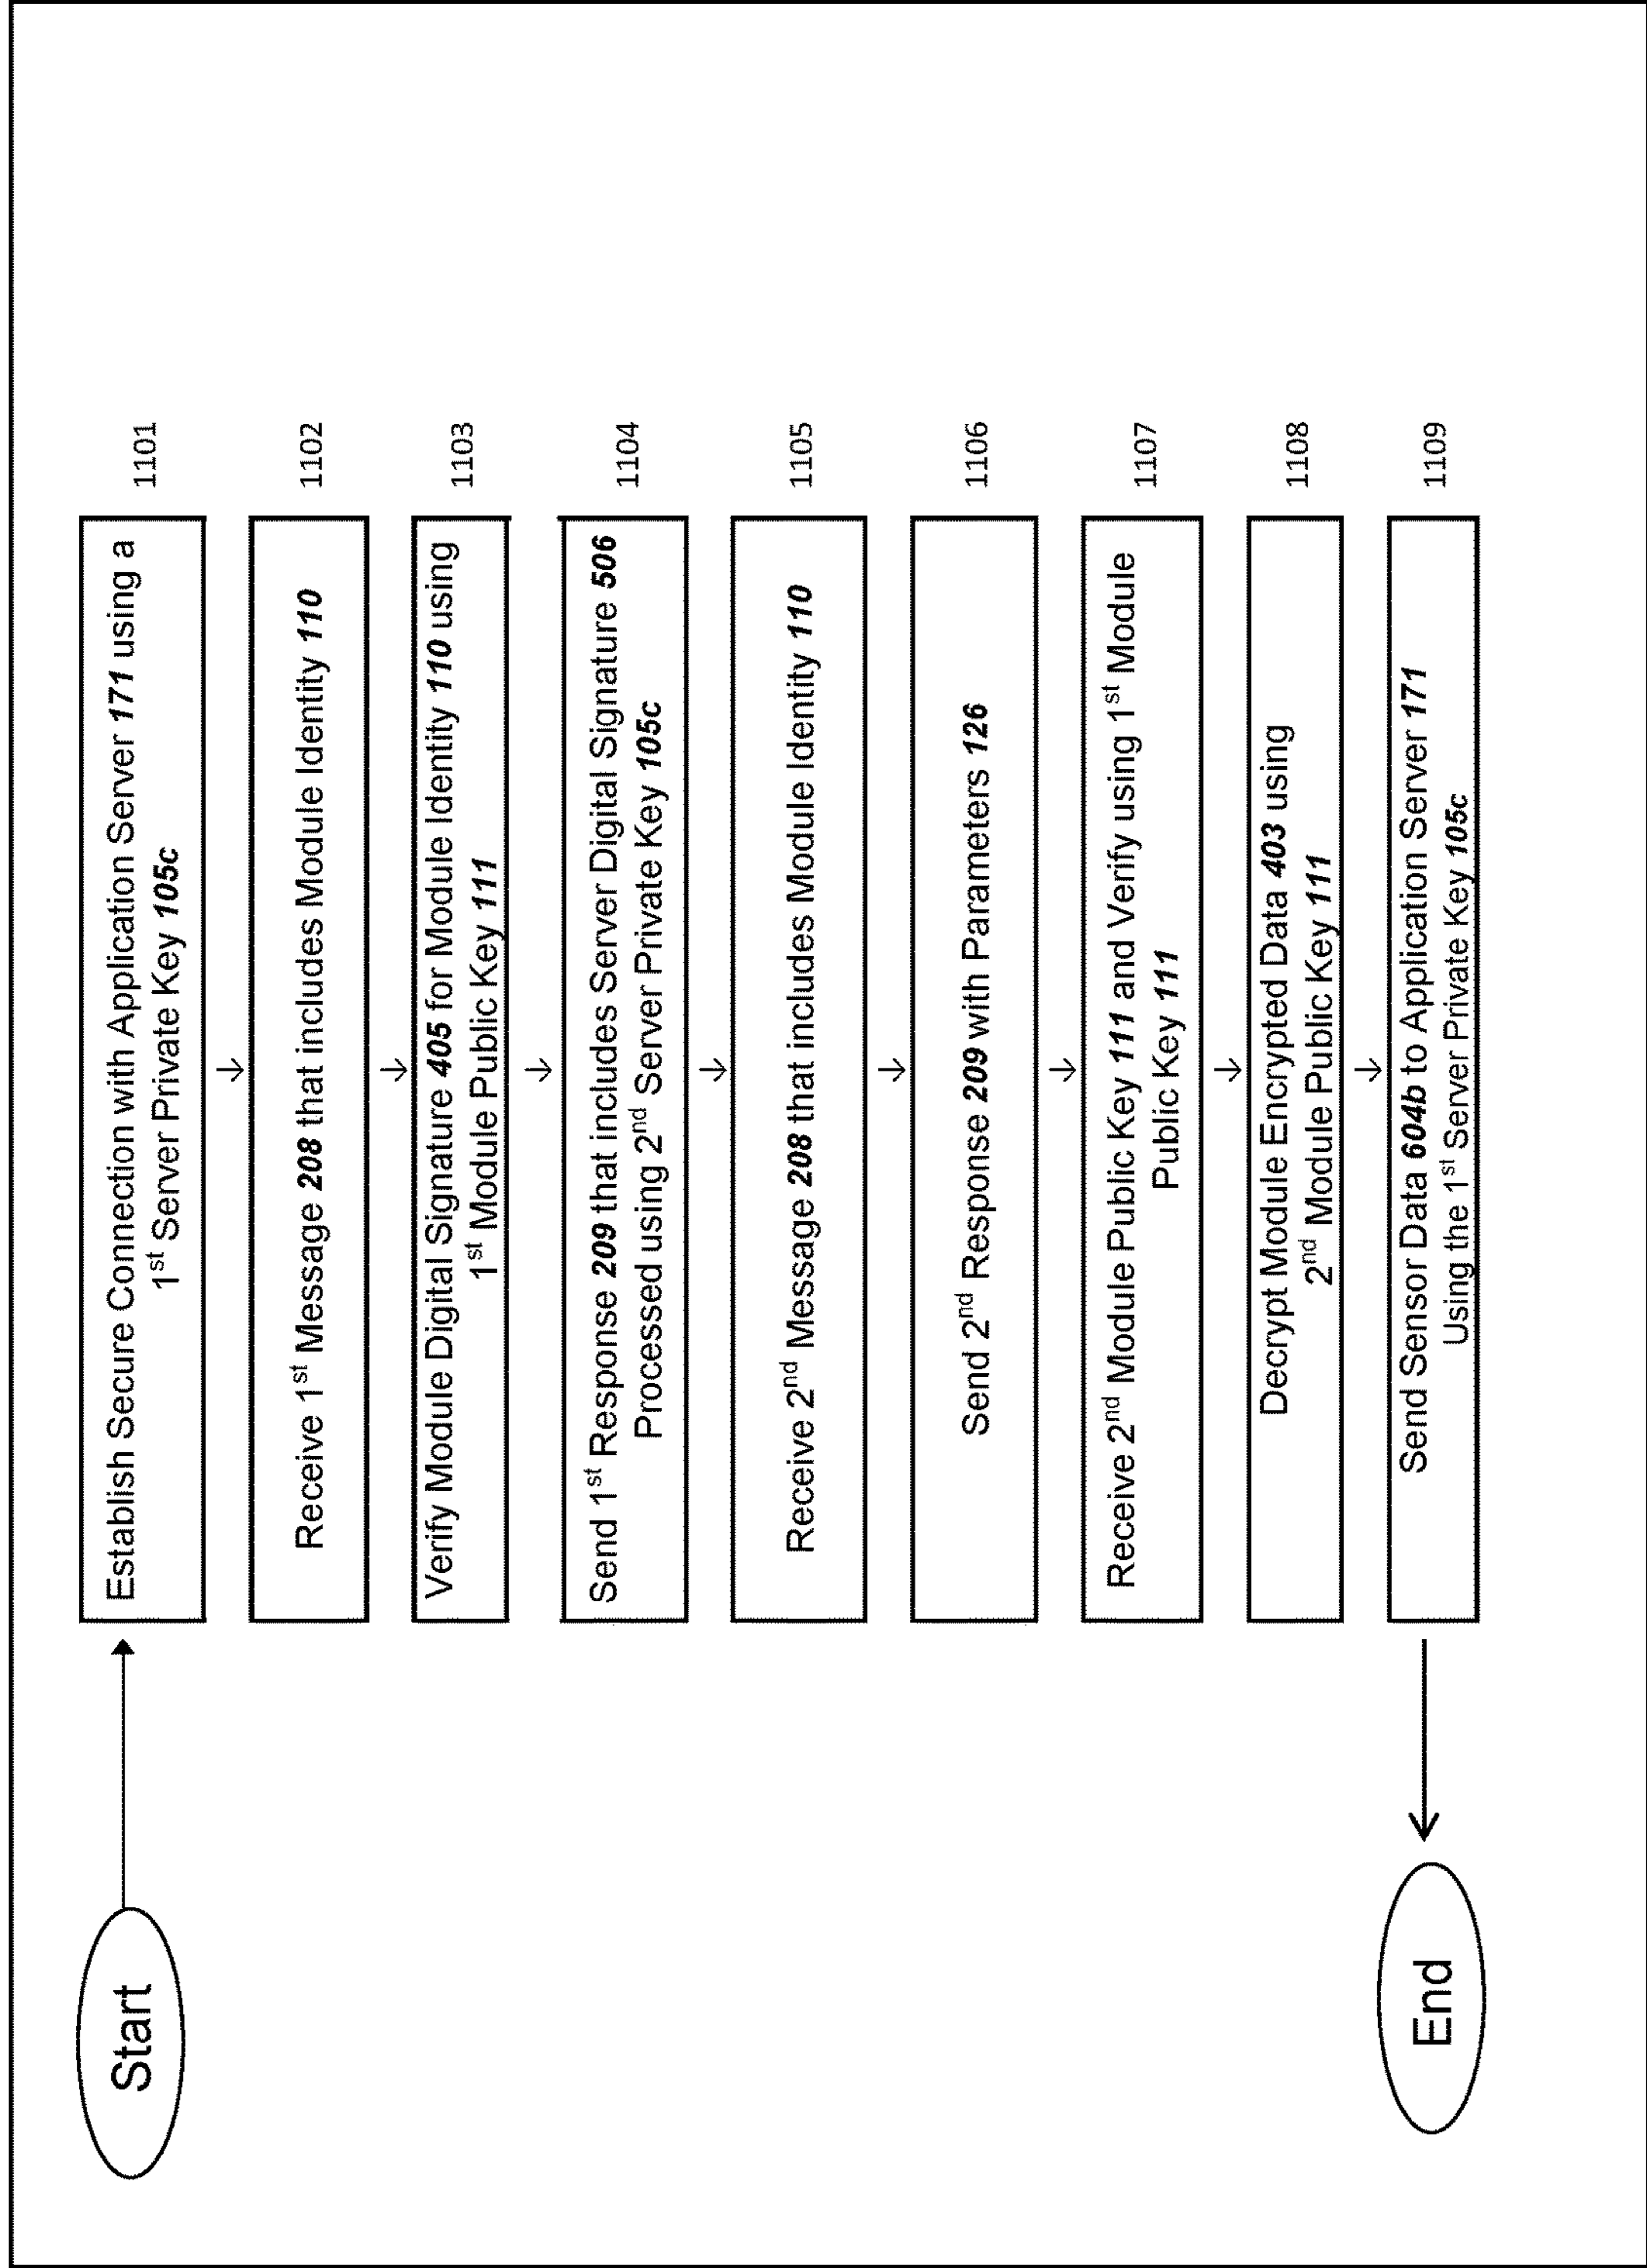 Start
Establish Secure Connection with Application Server 171 using a
1st Server Private Key 105c
1101
Receive 1st Message 208 that includes Module Identity 110
1102
Verify Module Digital Signature 405 for Module Identity 110 using
1st Module Public Key 111
1103
Send 1st Response 209 that includes Server Digital Signature 506
Processed using 2nd Server Private Key 105c
1104
Receive 2nd Message 208 that includes Module Identity 110
1105
Send 2nd Response 209 with Parameters 126
1106
Receive 2nd Module Public Key 111 and Verify using 1st Module
Public Key 111
1107
Decrypt Module Encrypted Data 403 using
2nd Module Public Key 111
1108
Send Sensor Data 604b to Application Server 171
Using the 1st Server Private Key 105c
1109
End